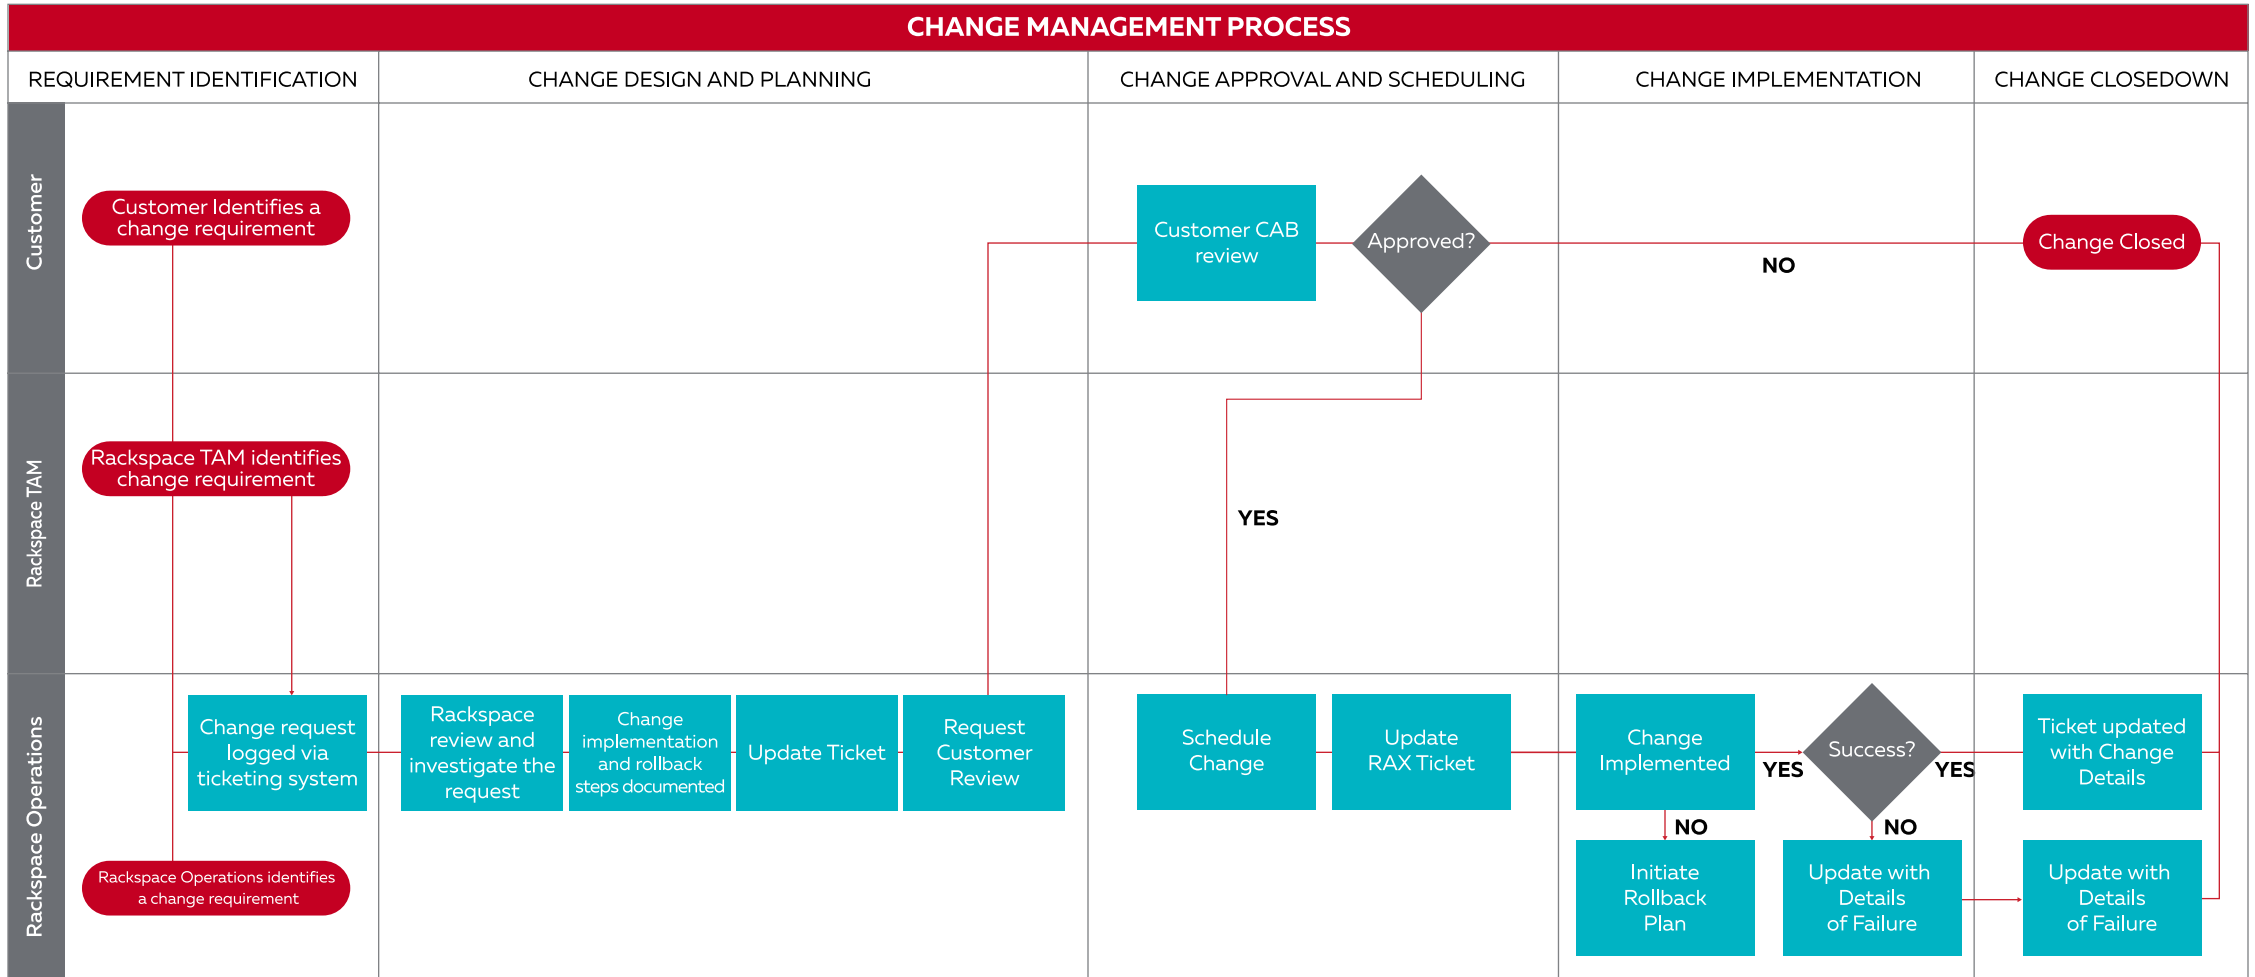 CHANGE MANAGEMENT PROCESS
REQUIREMENT IDENTIFICATION
CHANGE DESIGN AND PLANNING
CHANGE APPROVAL AND SCHEDULING
CHANGE IMPLEMENTATION
CHANGE CLOSEDOWN
Customer
Customer Identifies a
change requirement
Customer CAB
review
Approved?
NO
Change Closed
Rackspace TAM
Rackspace TAM identifies
change requirement
YES
Rackspace Operations
Change request
logged via
ticketing system
Rackspace
review and
investigate the
request
Change
implementation
and rollback
steps documented
Update Ticket
Request
Customer
Review
Schedule
Change
Update
RAX Ticket
Change
Implemented
YES
Success?
YES
Ticket updated
with Change
Details
NO
NO
Rackspace Operations identifies
a change requirement
Initiate
Rollback
Plan
Update with
Details
of Failure
Update with
Details
of Failure